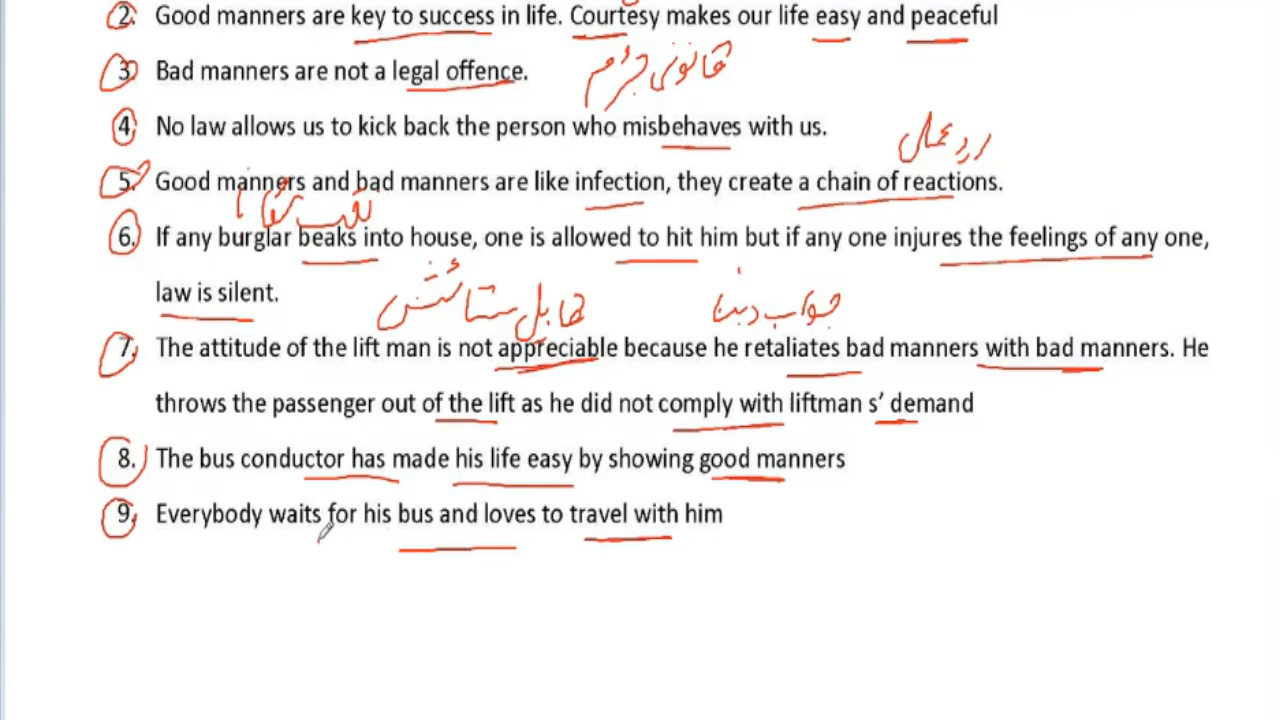 2. Good manners are key to success in life. Courtesy makes our life easy and peaceful
3. Bad manners are not a legal offence.
قانونی جرم
4. No law allows us to kick back the person who misbehaves with us.
رد عمل
5. Good manners and bad manners are like infection, they create a chain of reactions.
نقب لگانا
6. If any burglar beaks into house, one is allowed to hit him but if any one injures the feelings of any one,
law is silent.
قابل ستائش
جواب دینا
7. The attitude of the lift man is not appreciable because he retaliates bad manners with bad manners. He
throws the passenger out of the lift as he did not comply with liftman s’ demand
8. The bus conductor has made his life easy by showing good manners
9. Everybody waits for his bus and loves to travel with him